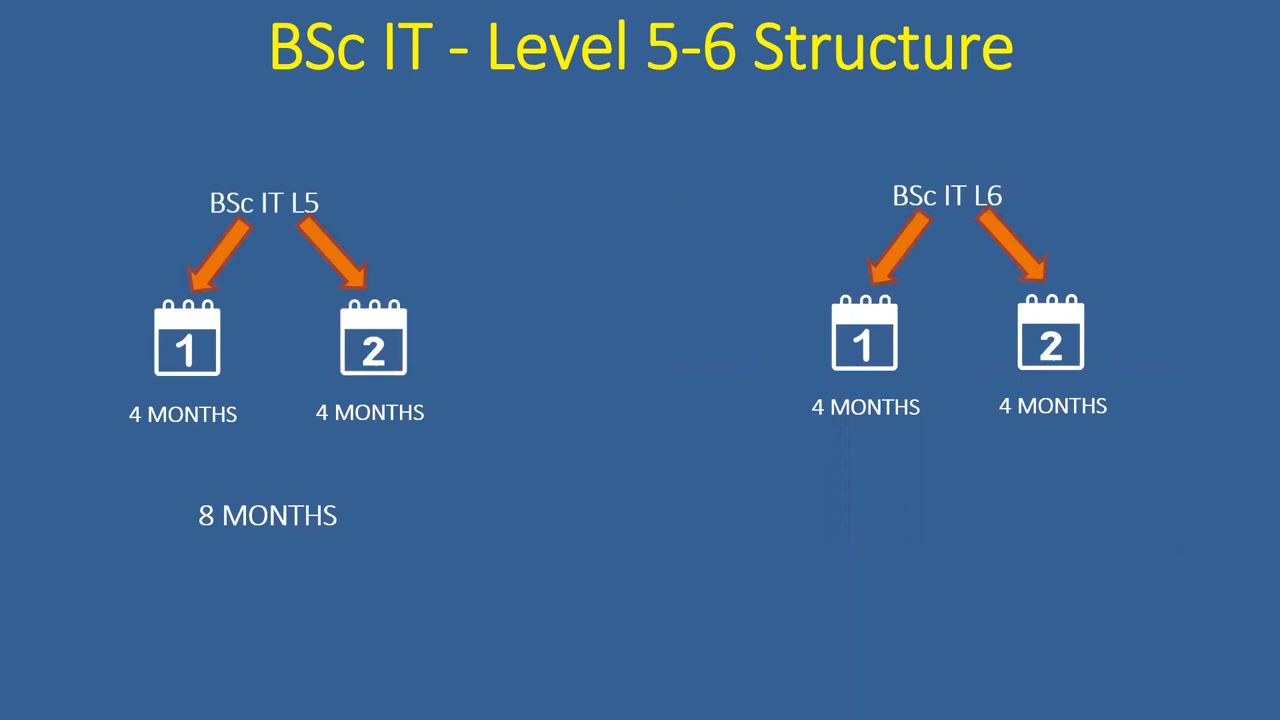 BSc IT - Level 5-6 Structure
BSc IT L5
1
2
4 MONTHS
4 MONTHS
8 MONTHS
BSc IT L6
1
2
4 MONTHS
4 MONTHS